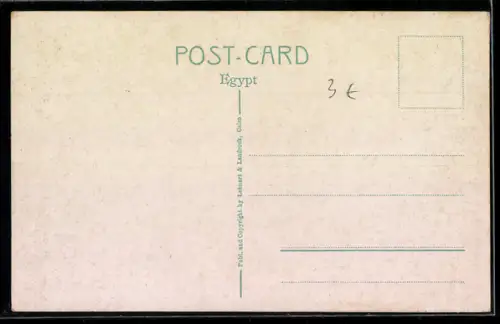 POST-CARD
Egypt
3 €
Publ. and Copyright by Lehnert & Landrock, Cairo